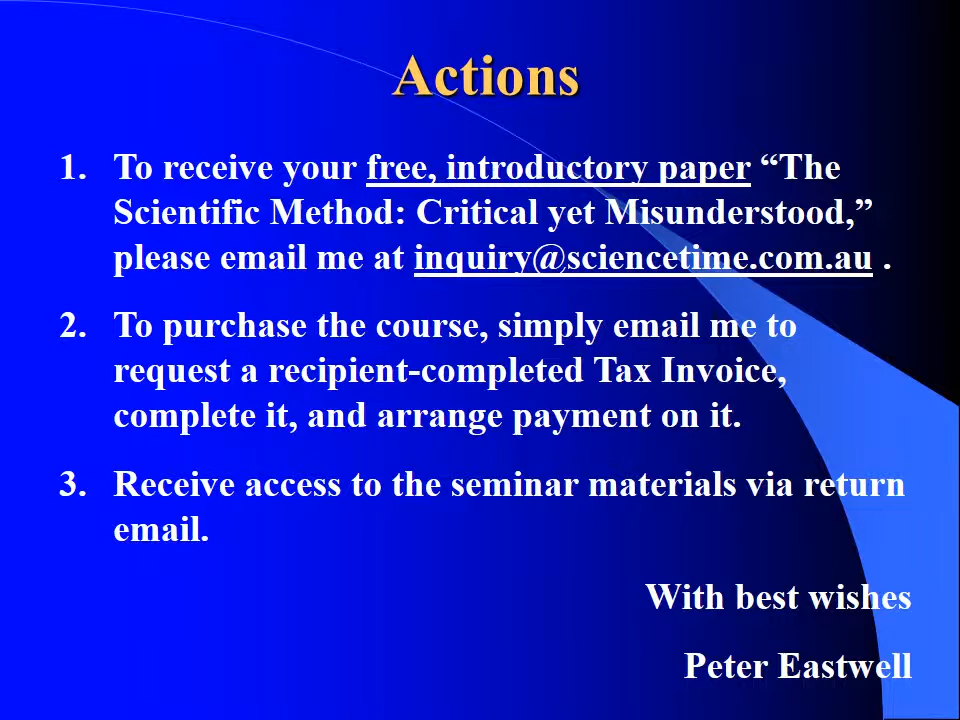 Actions
1. To receive your free, introductory paper “The
Scientific Method: Critical yet Misunderstood,”
please email me at inquiry@sciencetime.com.au .
2. To purchase the course, simply email me to
request a recipient-completed Tax Invoice,
complete it, and arrange payment on it.
3. Receive access to the seminar materials via return
email.
With best wishes
Peter Eastwell